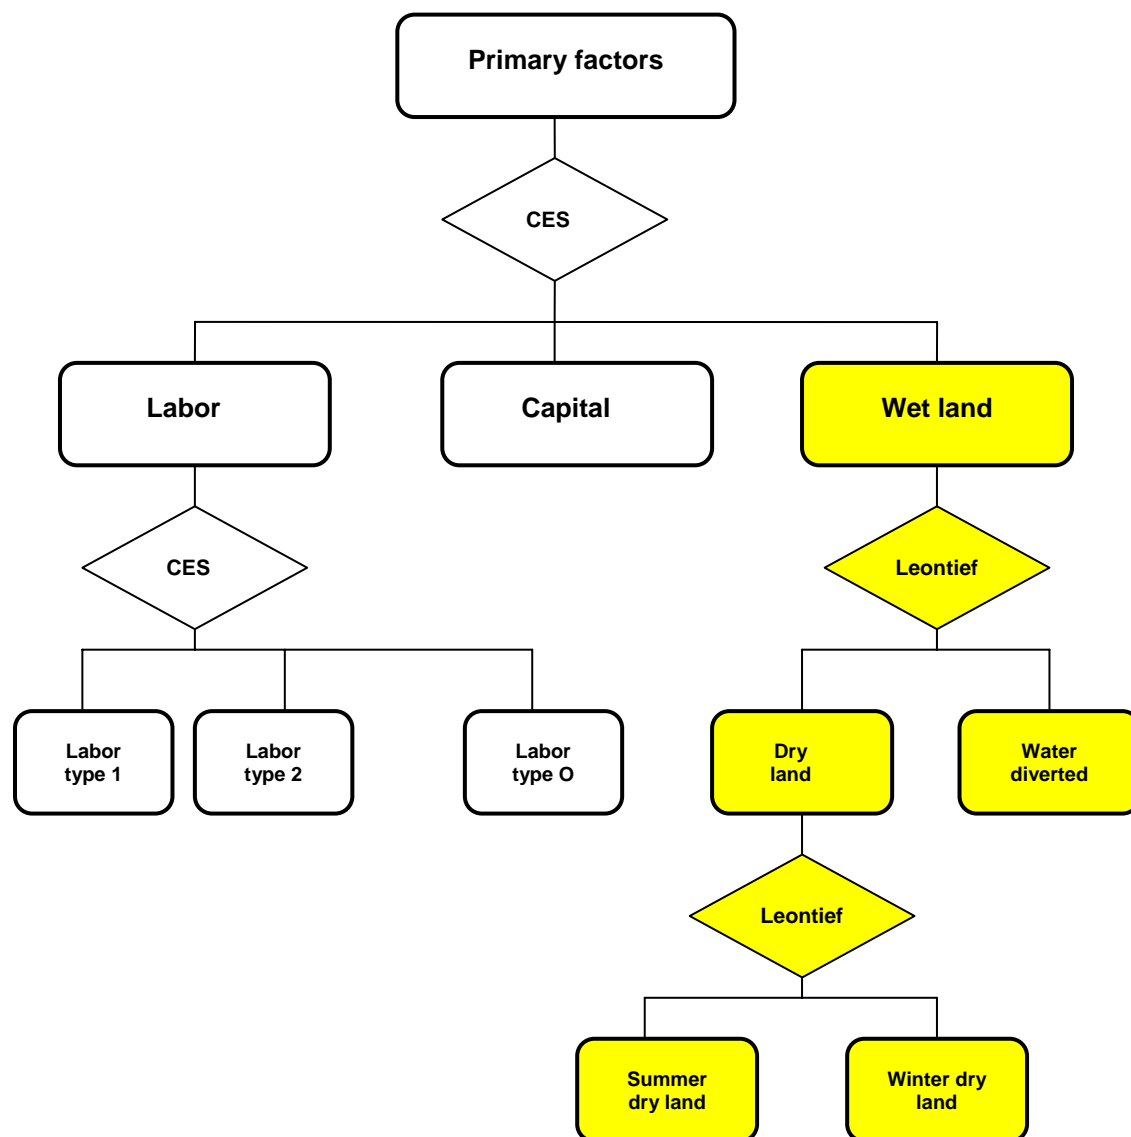 Primary factors
CES
Labor
Capital
Wet land
CES
Leontief
Labor
type 1
Labor
type 2
Labor
type O
Dry
land
Water
diverted
Leontief
Summer
dry land
Winter dry
land